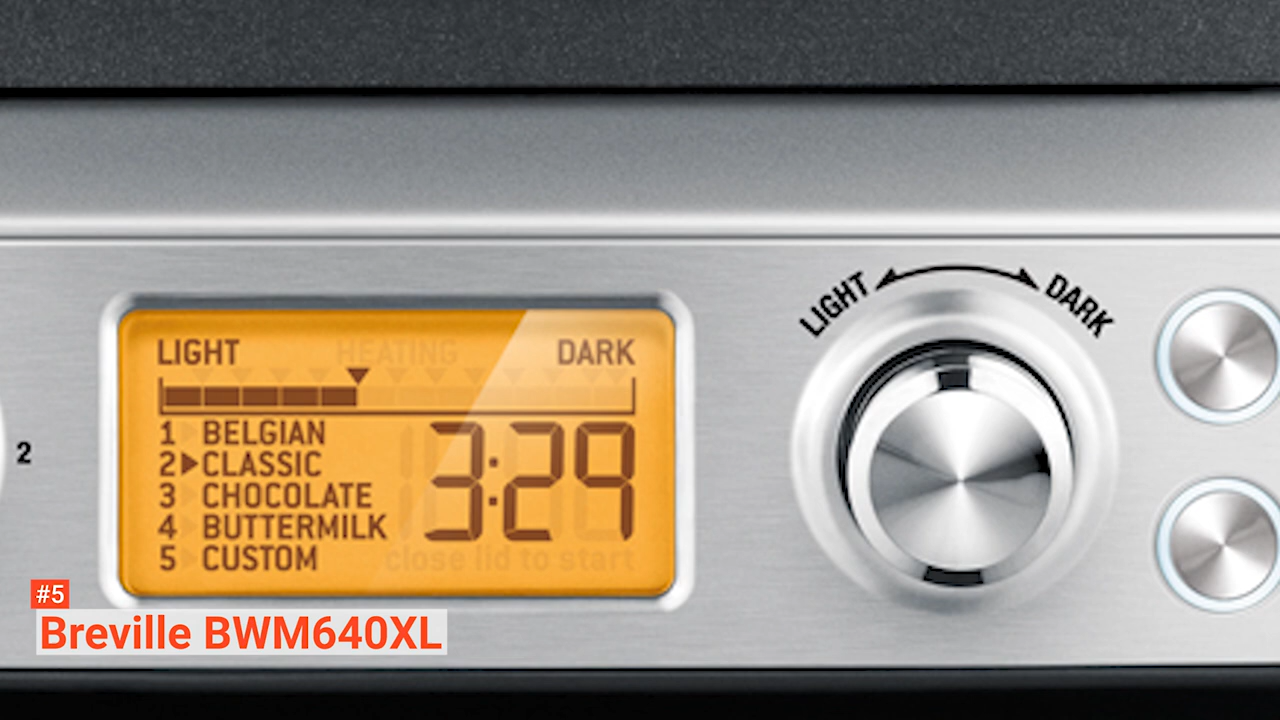 LIGHT DARK
LIGHT HEATING DARK
1 BELGIAN
2 CLASSIC
3 CHOCOLATE
4 BUTTERMILK
5 CUSTOM
3:29
close lid to start
2
#5
Breville BWM640XL